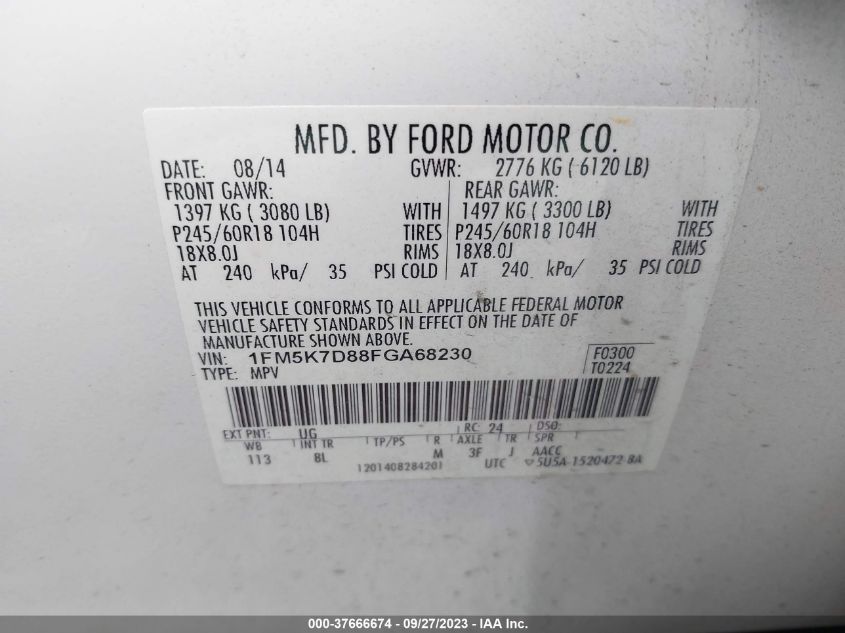 MFD. BY FORD MOTOR CO.
DATE: 08/14 GVWR: 2776 KG ( 6120 LB)
FRONT GAWR: REAR GAWR:
1397 KG ( 3080 LB) WITH 1497 KG ( 3300 LB) WITH
P245/60R18 104H TIRES P245/60R18 104H TIRES
18X8.0J RIMS 18X8.0J RIMS
AT 240 kPa/ 35 PSI COLD AT 240 kPa/ 35 PSI COLD
THIS VEHICLE CONFORMS TO ALL APPLICABLE FEDERAL MOTOR
VEHICLE SAFETY STANDARDS IN EFFECT ON THE DATE OF
MANUFACTURE SHOWN ABOVE.
VIN: 1FM5K7D88FGA68230 F0300
TYPE: MPV T0224
EXT PNT: UG RC: 24 DSO:
WB INT TR TP/PS R AXLE TR SPR
113 BL M 3F J AACC
1201408284201 UTC 5U5A-1520472-BA
000-37666674 - 09/27/2023 - IAA Inc.